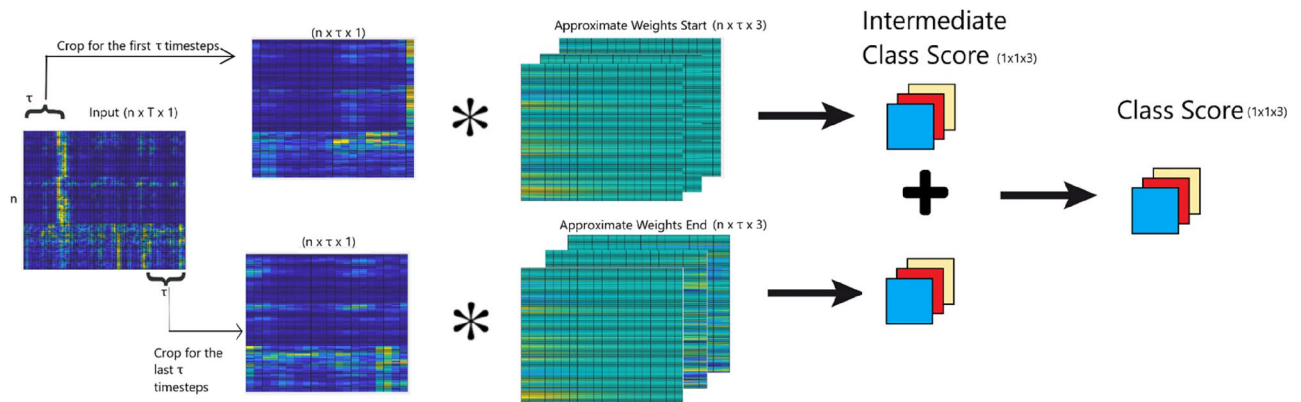 Crop for the first τ timesteps
(n x τ x 1)
Approximate Weights Start (n x τ x 3)
Intermediate
Class Score (1x1x3)
τ
Input (n x T x 1)
n
*
Class Score (1x1x3)
+
τ
Crop for the
last τ
timesteps
(n x τ x 1)
*
Approximate Weights End (n x τ x 3)